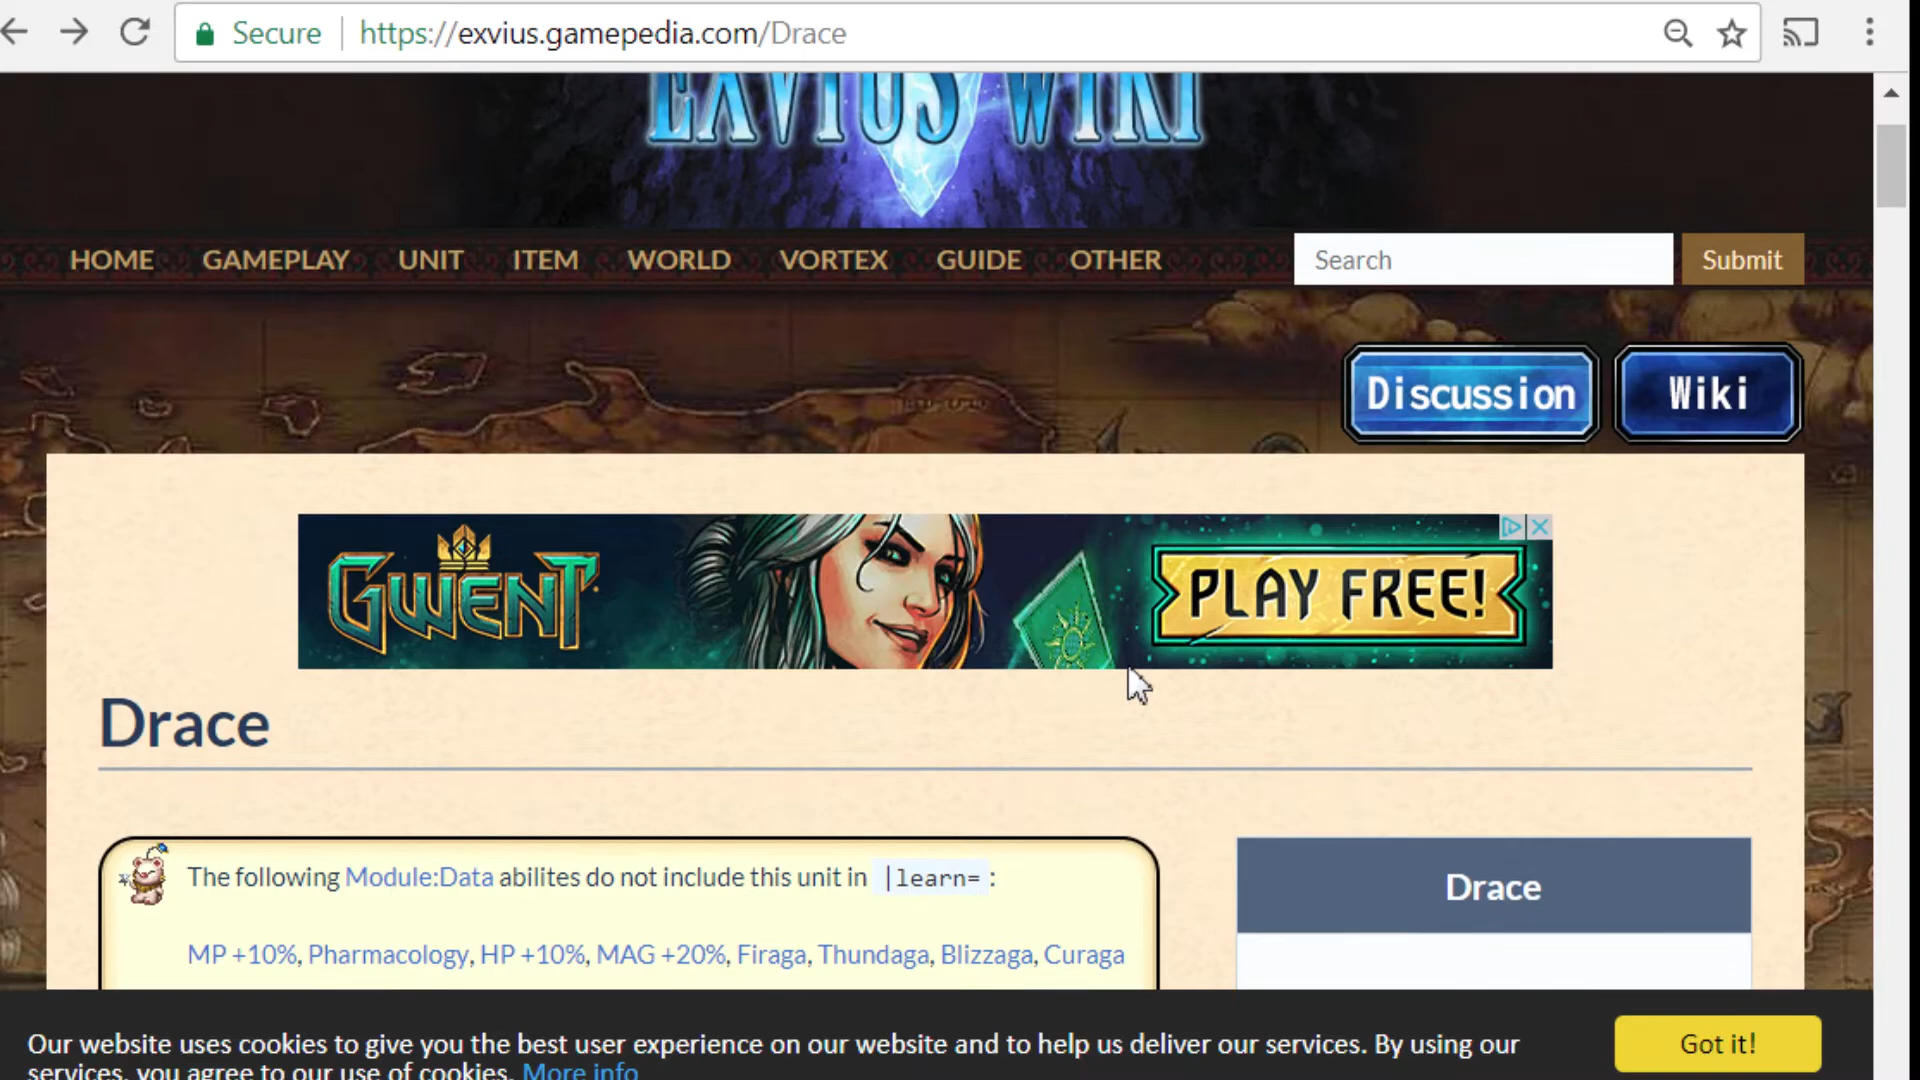 Secure https://exvius.gamepedia.com/Drace
EXVIUS WIKI
HOME GAMEPLAY UNIT ITEM WORLD VORTEX GUIDE OTHER Search Submit
Discussion Wiki
GWENT PLAY FREE!
Drace
The following Module:Data abilites do not include this unit in |learn= :
MP +10%, Pharmacology, HP +10%, MAG +20%, Firaga, Thundaga, Blizzaga, Curaga
Drace
Our website uses cookies to give you the best user experience on our website and to help us deliver our services. By using our
services, you agree to our use of cookies. More info
Got it!